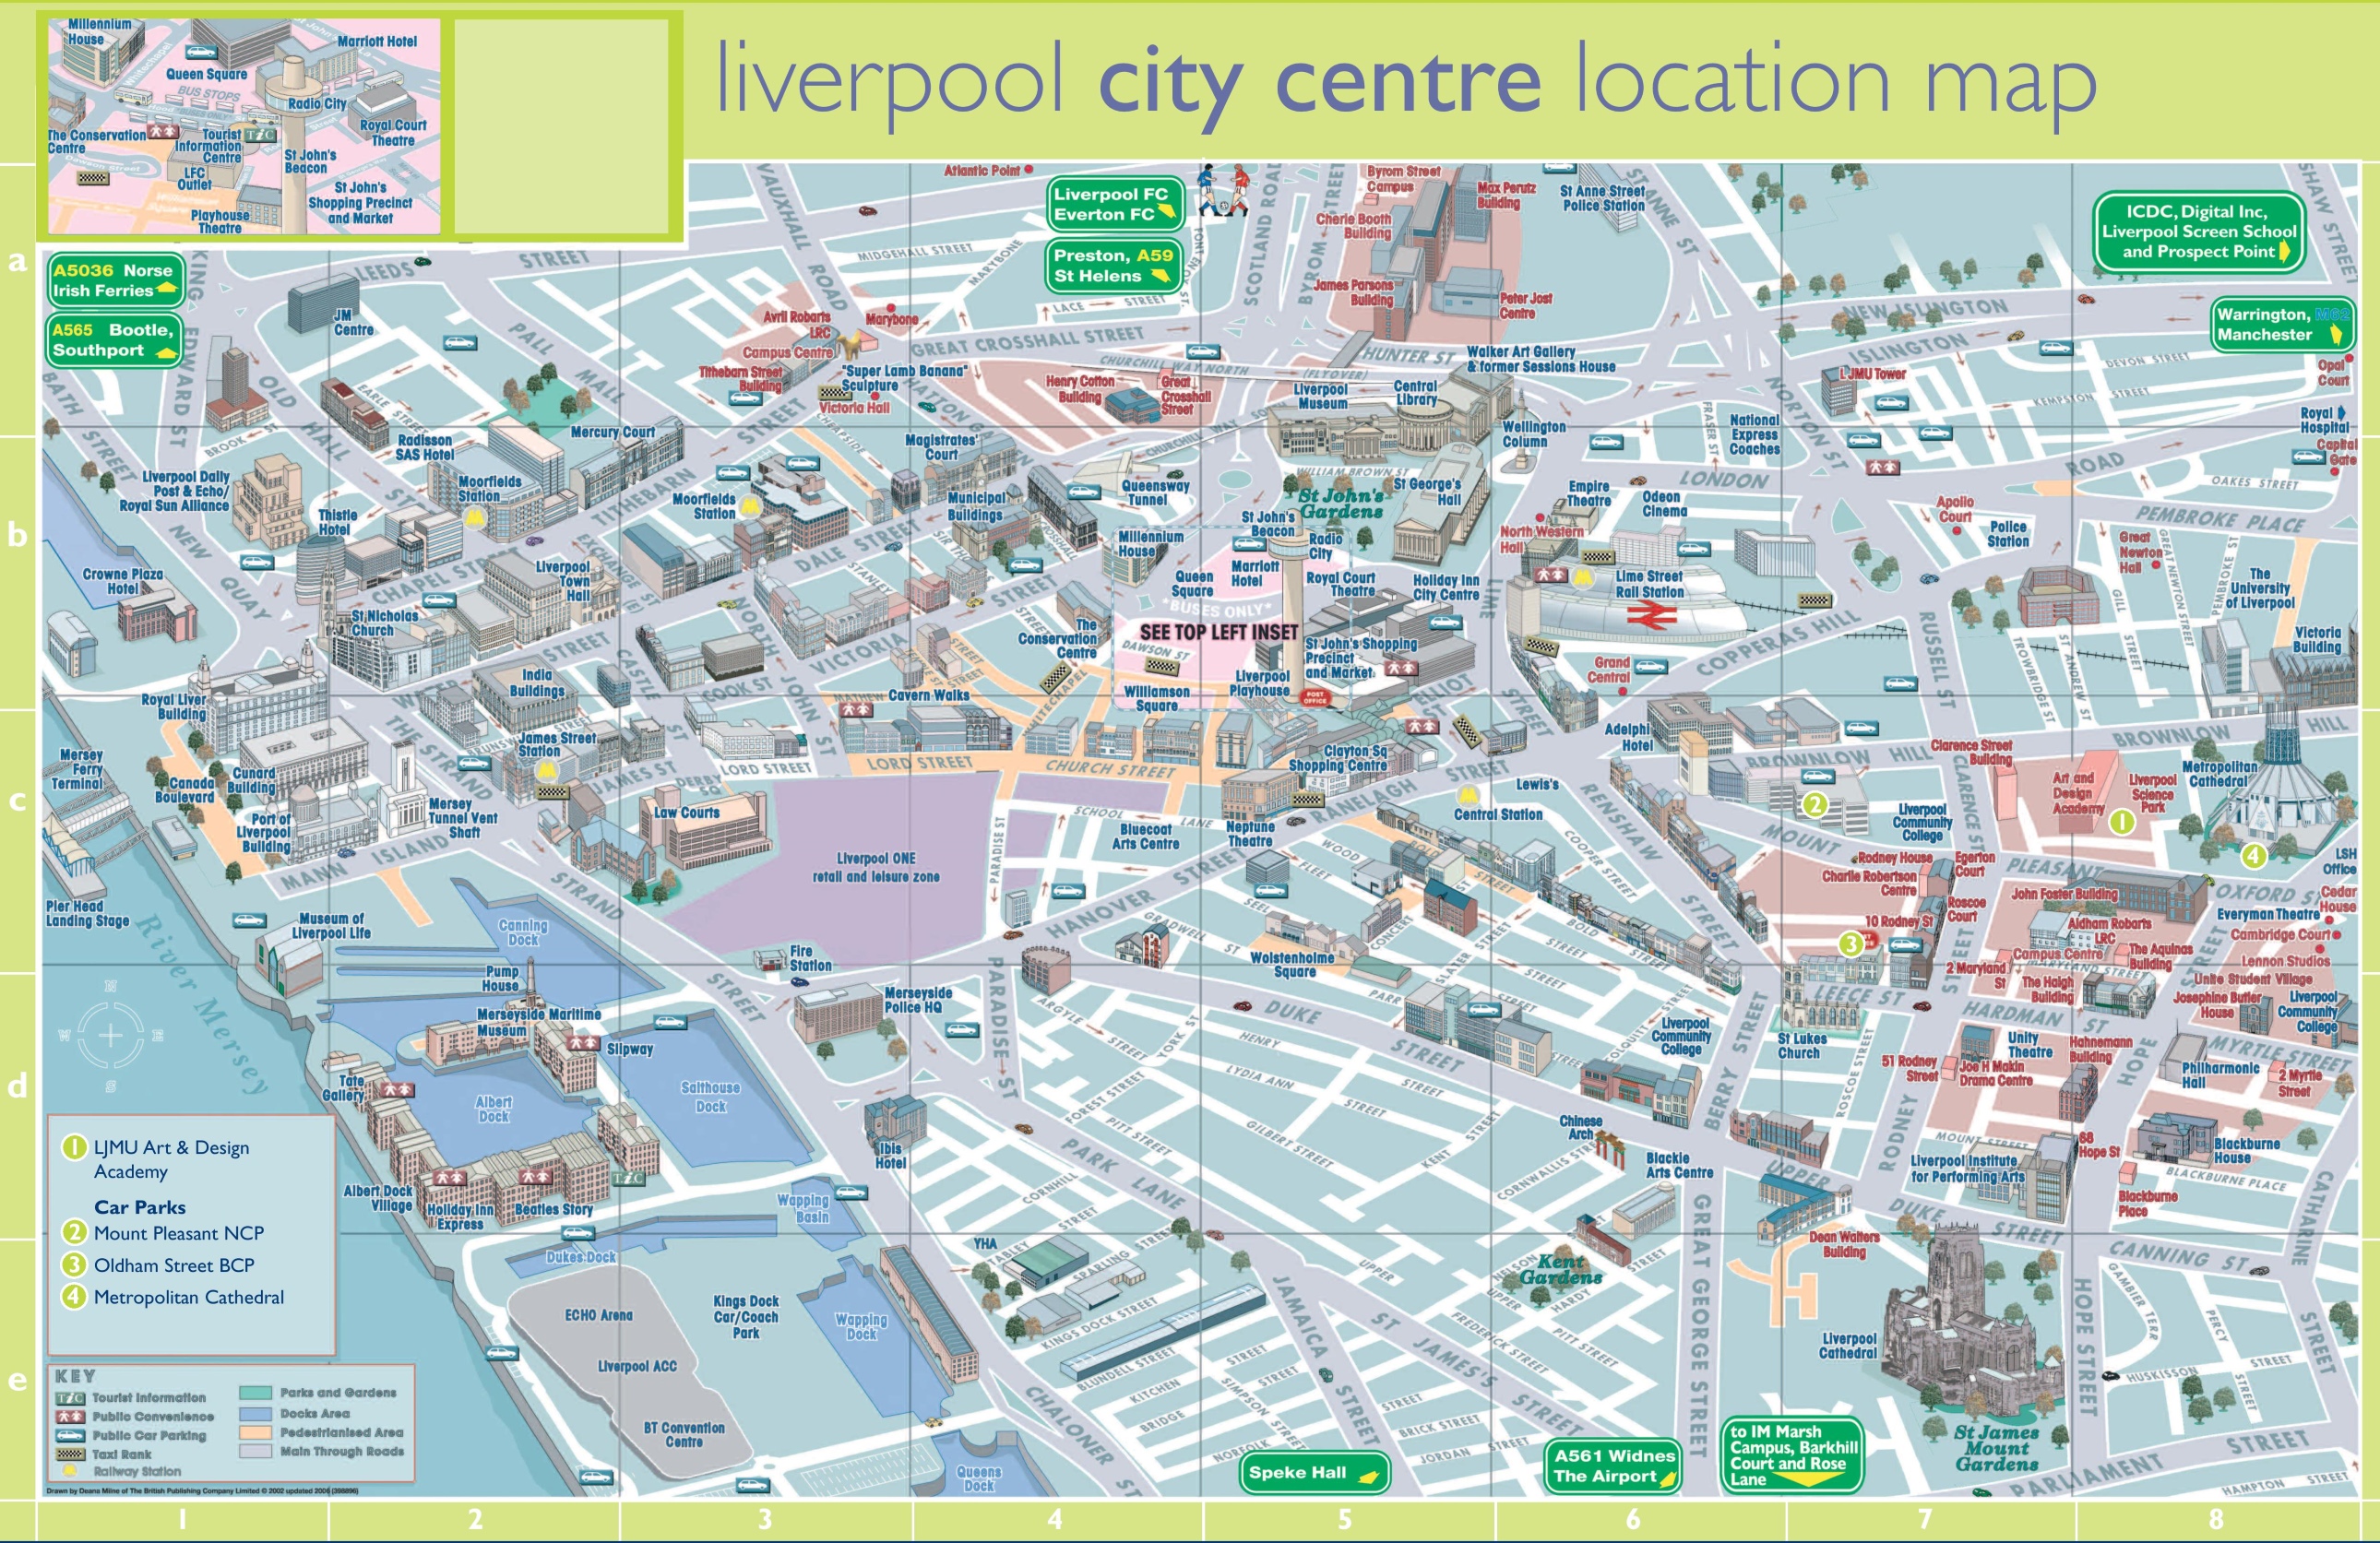 liverpool city centre location map
Millennium
House
Marriott Hotel
Queen Square
BUS STOPS
Radio City
Royal Court
Theatre
The Conservation
Centre
Tourist
Information
Centre
TiC
St John's
Beacon
LFC
Outlet
St John's
Shopping Precinct
and Market
Playhouse
Theatre
A5036 Norse
Irish Ferries
A565 Bootle,
Southport
Liverpool FC
Everton FC
Preston, A59
St Helens
ICDC, Digital Inc,
Liverpool Screen School
and Prospect Point
Warrington, M62
Manchester
a
b
c
d
e
Atlantic Point
Byrom Street
Campus
Max Perutz
Building
St Anne Street
Police Station
Cherie Booth
Building
James Parsons
Building
Peter Jost
Centre
VAUXHALL ROAD
MIDGEHALL STREET
MARYBONE
LACE STREET
SCOTLAND ROAD
BYROM STREET
ST ANNE ST
SHAW STREET
LEEDS STREET
KING EDWARD ST
BATH STREET
OLD HALL ST
PALL MALL
EARLE STREET
BROOK ST
JM
Centre
Avril Robarts
LRC
Marybone
Campus Centre
Tithebarn Street
Building
"Super Lamb Banana"
Sculpture
Victoria Hall
GREAT CROSSHALL STREET
CHURCHILL WAY NORTH
(FLYOVER)
HUNTER ST
Henry Cotton
Building
Great
Crosshall
Street
Liverpool
Museum
Central
Library
Walker Art Gallery
& former Sessions House
NEW ISLINGTON
ISLINGTON
LJMU Tower
DEVON STREET
KEMPSTON STREET
Opal
Court
Royal
Hospital
Capital
Gate
NORTON ST
FRASER ST
National
Express
Coaches
Wellington
Column
Radisson
SAS Hotel
Mercury Court
Liverpool Daily
Post & Echo/
Royal Sun Alliance
Moorfields
Station
Thistle
Hotel
Moorfields
Station
TITHEBARN STREET
CHEAPSIDE
Magistrates'
Court
Municipal
Buildings
Queensway
Tunnel
WILLIAM BROWN ST
St John's
Gardens
St George's
Hall
Empire
Theatre
Odeon
Cinema
LONDON ROAD
OAKES STREET
PEMBROKE PLACE
Apollo
Court
Police
Station
Great
Newton
Hall
The
University
of Liverpool
Victoria
Building
GREAT NEWTON STREET
PEMBROKE ST
NEW QUAY
Crowne Plaza
Hotel
CHAPEL STREET
St Nicholas
Church
Liverpool
Town
Hall
EXCHANGE ST
DALE STREET
STANLEY
NORTH JOHN ST
VICTORIA STREET
Millennium
House
St John's
Beacon
Radio
City
Marriott
Hotel
Queen
Square
Royal Court
Theatre
Holiday Inn
City Centre
*BUSES ONLY*
SEE TOP LEFT INSET
DAWSON ST
The
Conservation
Centre
St John's Shopping
Precinct
and Market
Liverpool
Playhouse
Williamson
Square
POST
OFFICE
North Western
Hall
Lime Street
Rail Station
LIME STREET
Grand
Central
COPPERAS HILL
RUSSELL ST
TROWBRIDGE ST
ST ANDREW ST
GILL STREET
Royal Liver
Building
India
Buildings
WATER STREET
CASTLE ST
COOK ST
MATHEW
Cavern Walks
WHITECHAPEL
ELLIOT ST
Mersey
Ferry
Terminal
Canada
Boulevard
Cunard
Building
Port of
Liverpool
Building
THE STRAND
James Street
Station
JAMES ST
DERBY SQ
LORD STREET
LORD STREET
CHURCH STREET
Mersey
Tunnel Vent
Shaft
Law Courts
Liverpool ONE
retail and leisure zone
PARADISE ST
SCHOOL LANE
Bluecoat
Arts Centre
Neptune
Theatre
Clayton Sq
Shopping Centre
RANELAGH STREET
Lewis's
Central Station
Adelphi
Hotel
BROWNLOW HILL
BROWNLOW HILL
Clarence Street
Building
CLARENCE ST
Art and
Design
Academy
Liverpool
Science
Park
1
2
3
4
Metropolitan
Cathedral
Liverpool
Community
College
RENSHAW STREET
MOUNT PLEASANT
Pier Head
Landing Stage
River Mersey
MANN ISLAND
STRAND STREET
Museum of
Liverpool Life
Canning
Dock
Pump
House
Fire
Station
HANOVER STREET
GRADWELL ST
WOOD
FLEET
SEEL
CONCERT
SLATER STREET
BOLD STREET
COOPER STREET
Wolstenholme
Square
Rodney House
Charlie Robertson
Centre
Egerton
Court
Roscoe
Court
10 Rodney St
John Foster Building
Aldham Robarts
LRC
Campus Centre
The Aquinas
Building
MARYLAND STREET
2 Maryland
St
The Haigh
Building
OXFORD ST
LSH
Office
Cedar
House
Everyman Theatre
Cambridge Court
Lennon Studios
Unite Student Village
Josephine Butler
House
Liverpool
Community
College
N
W
E
S
Merseyside Maritime
Museum
Slipway
Tate
Gallery
Albert
Dock
Salthouse
Dock
Merseyside
Police HQ
PARADISE ST
ARGYLE STREET
YORK ST
DUKE STREET
HENRY STREET
LYDIA ANN STREET
FOREST STREET
PITT STREET
GILBERT STREET
KENT STREET
PARR
COLQUITT STREET
Liverpool
Community
College
BERRY STREET
LEECE ST
St Lukes
Church
ROSCOE STREET
RODNEY STREET
HARDMAN ST
51 Rodney
Street
Unity
Theatre
Joe H Makin
Drama Centre
Hahnemann
Building
HOPE STREET
MYRTLE STREET
Philharmonic
Hall
2 Myrtle
Street
Albert Dock
Village
Holiday Inn
Express
Beatles Story
TiC
Ibis
Hotel
Wapping
Basin
PARK LANE
CORNHILL
Chinese
Arch
CORNWALLIS STREET
Blackie
Arts Centre
UPPER DUKE STREET
MOUNT STREET
Liverpool Institute
for Performing Arts
68
Hope St
Blackburne
House
BLACKBURNE PLACE
Blackburne
Place
CATHARINE STREET
Dukes Dock
ECHO Arena
Liverpool ACC
BT Convention
Centre
Kings Dock
Car/Coach
Park
Wapping
Dock
Queens
Dock
YHA
TABLEY STREET
SPARLING STREET
KINGS DOCK STREET
BLUNDELL STREET
KITCHEN STREET
BRIDGE
SIMPSON STREET
NORFOLK
CHALONER ST
JAMAICA STREET
BRICK STREET
JORDAN STREET
ST JAMES'S STREET
UPPER FREDERICK STREET
UPPER PITT STREET
NELSON STREET
HARDY
Kent
Gardens
GREAT GEORGE STREET
Dean Walters
Building
Liverpool
Cathedral
St James
Mount
Gardens
HOPE STREET
CANNING ST
GAMBIER TERR
PERCY STREET
HUSKISSON STREET
PARLIAMENT STREET
HAMPTON STREET
Speke Hall
A561 Widnes
The Airport
to IM Marsh
Campus, Barkhill
Court and Rose
Lane
1 LJMU Art & Design
Academy
Car Parks
2 Mount Pleasant NCP
3 Oldham Street BCP
4 Metropolitan Cathedral
KEY
TiC Tourist Information
Public Convenience
Public Car Parking
Taxi Rank
Railway Station
Parks and Gardens
Docks Area
Pedestrianised Area
Main Through Roads
Drawn by Deana Milne of The British Publishing Company Limited © 2002 updated 2006 (398896)
1 2 3 4 5 6 7 8